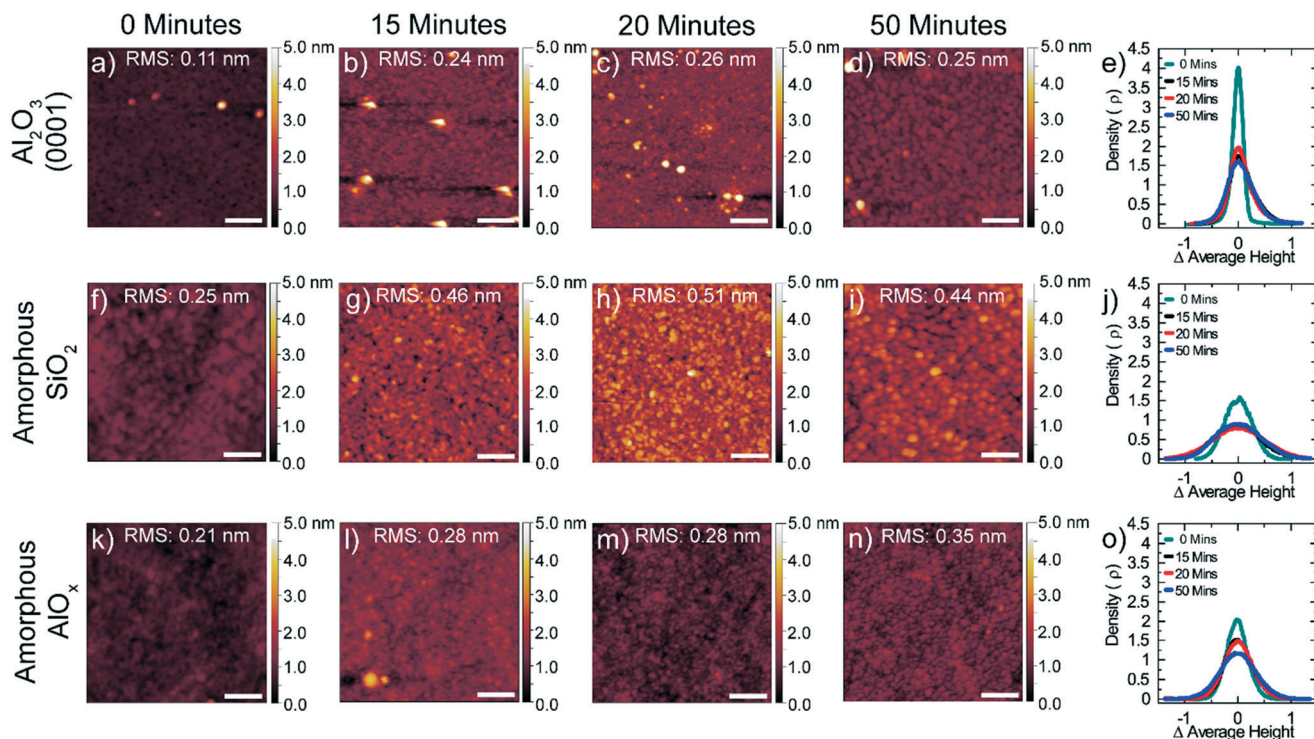 0 Minutes 15 Minutes 20 Minutes 50 Minutes
Al2O3
(0001)
a) RMS: 0.11 nm
5.0 nm
4.0
3.0
2.0
1.0
0.0
b) RMS: 0.24 nm
5.0 nm
4.0
3.0
2.0
1.0
0.0
c) RMS: 0.26 nm
5.0 nm
4.0
3.0
2.0
1.0
0.0
d) RMS: 0.25 nm
5.0 nm
4.0
3.0
2.0
1.0
0.0
e)
4.5
4
3.5
3
2.5
2
1.5
1
0.5
0
Density (ρ)
0 Mins
15 Mins
20 Mins
50 Mins
-1 0 1
Δ Average Height
Amorphous
SiO2
f) RMS: 0.25 nm
5.0 nm
4.0
3.0
2.0
1.0
0.0
g) RMS: 0.46 nm
5.0 nm
4.0
3.0
2.0
1.0
0.0
h) RMS: 0.51 nm
5.0 nm
4.0
3.0
2.0
1.0
0.0
i) RMS: 0.44 nm
5.0 nm
4.0
3.0
2.0
1.0
0.0
j)
4.5
4
3.5
3
2.5
2
1.5
1
0.5
0
Density (ρ)
0 Mins
15 Mins
20 Mins
50 Mins
-1 0 1
Δ Average Height
Amorphous
AlOx
k) RMS: 0.21 nm
5.0 nm
4.0
3.0
2.0
1.0
0.0
l) RMS: 0.28 nm
5.0 nm
4.0
3.0
2.0
1.0
0.0
m) RMS: 0.28 nm
5.0 nm
4.0
3.0
2.0
1.0
0.0
n) RMS: 0.35 nm
5.0 nm
4.0
3.0
2.0
1.0
0.0
o)
4.5
4
3.5
3
2.5
2
1.5
1
0.5
0
Density (ρ)
0 Mins
15 Mins
20 Mins
50 Mins
-1 0 1
Δ Average Height